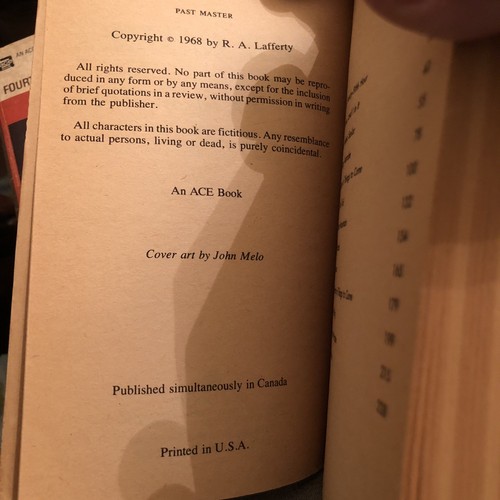 PAST MASTER
Copyright © 1968 by R. A. Lafferty
All rights reserved. No part of this book may be repro-
duced in any form or by any means, except for the inclusion
of brief quotations in a review, without permission in writing
from the publisher.
All characters in this book are fictitious. Any resemblance
to actual persons, living or dead, is purely coincidental.
An ACE Book
Cover art by John Melo
Published simultaneously in Canada
Printed in U.S.A.
AN ACE
FOURT